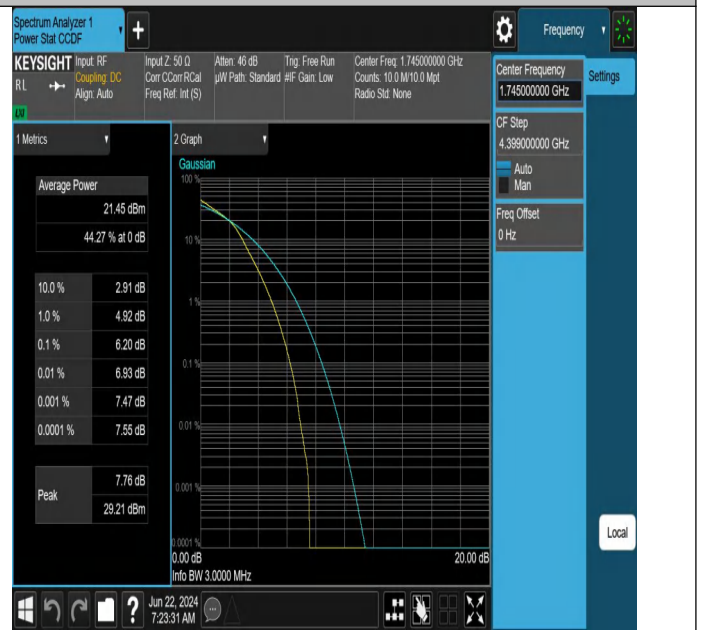 Spectrum Analyzer 1
Power Stat CCDF
+
Frequency
KEYSIGHT
RL
LXI
Input: RF
Coupling: DC
Align: Auto
Input Z: 50 Ω
Corr CCorr RCal
Freq Ref: Int (S)
Atten: 46 dB
µW Path: Standard
Trig: Free Run
#IF Gain: Low
Center Freq: 1.745000000 GHz
Counts: 10.0 M/10.0 Mpt
Radio Std: None
Center Frequency
1.745000000 GHz
Settings
CF Step
4.399000000 GHz
Auto
Man
Freq Offset
0 Hz
Local
1 Metrics
Average Power
21.45 dBm
44.27 % at 0 dB
10.0 % 2.91 dB
1.0 % 4.92 dB
0.1 % 6.20 dB
0.01 % 6.93 dB
0.001 % 7.47 dB
0.0001 % 7.55 dB
Peak
7.76 dB
29.21 dBm
2 Graph
Gaussian
100 %
10 %
1 %
0.1 %
0.01 %
0.001 %
0.0001 %
0.00 dB 20.00 dB
Info BW 3.0000 MHz
?
Jun 22, 2024
7:23:31 AM